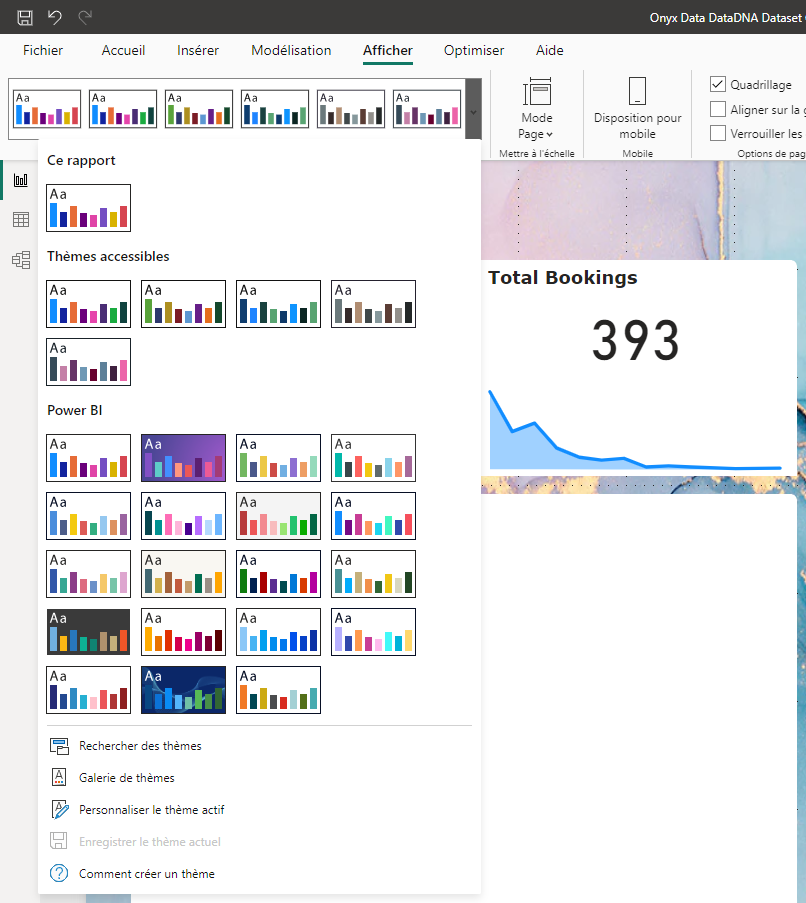 Onyx Data DataDNA Dataset
Fichier Accueil Insérer Modélisation Afficher Optimiser Aide
Aa Aa Aa Aa Aa Aa
Mode
Page
Mettre à l'échelle
Disposition pour
mobile
Mobile
Quadrillage
Aligner sur la g
Verrouiller les
Options de pag
Ce rapport
Aa
Thèmes accessibles
Aa Aa Aa Aa
Aa
Power BI
Aa Aa Aa Aa
Aa Aa Aa Aa
Aa Aa Aa Aa
Aa Aa Aa Aa
Aa Aa Aa
Rechercher des thèmes
Galerie de thèmes
Personnaliser le thème actif
Enregistrer le thème actuel
Comment créer un thème
Total Bookings
393